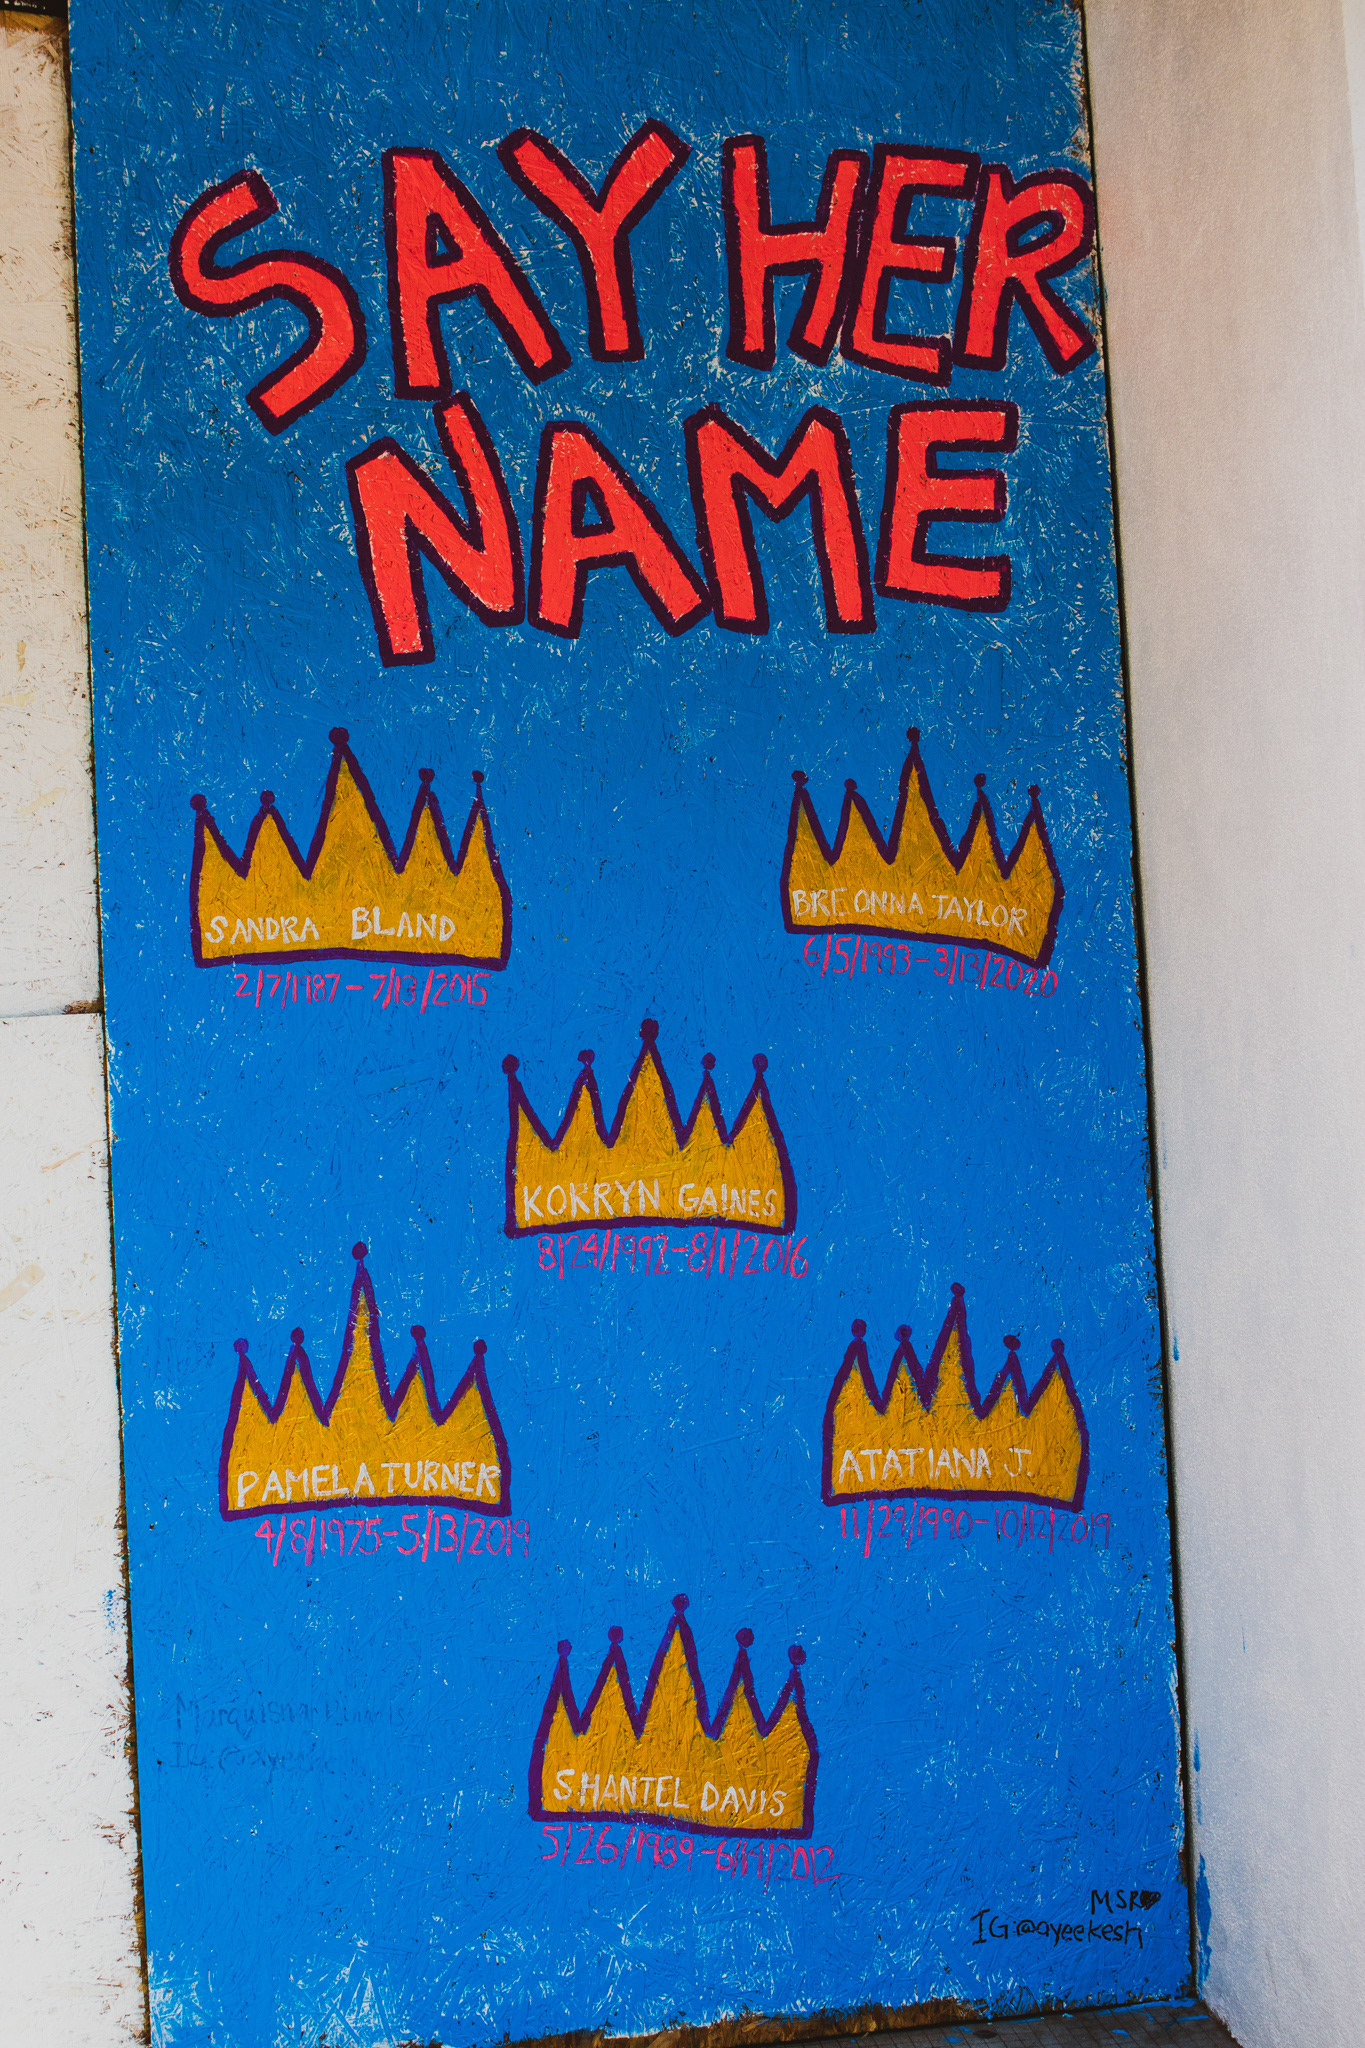 SAY HER
NAME
SANDRA BLAND
2/7/1987-7/13/2015
BREONNA TAYLOR
6/5/1993-3/13/2020
KORRYN GAINES
8/24/1992-8/1/2016
PAMELA TURNER
4/8/1975-5/13/2019
ATATIANA J.
11/29/1990-10/12/2019
SHANTEL DAVIS
5/26/1989-6/14/2012
MSR
IG:@ayeekesh